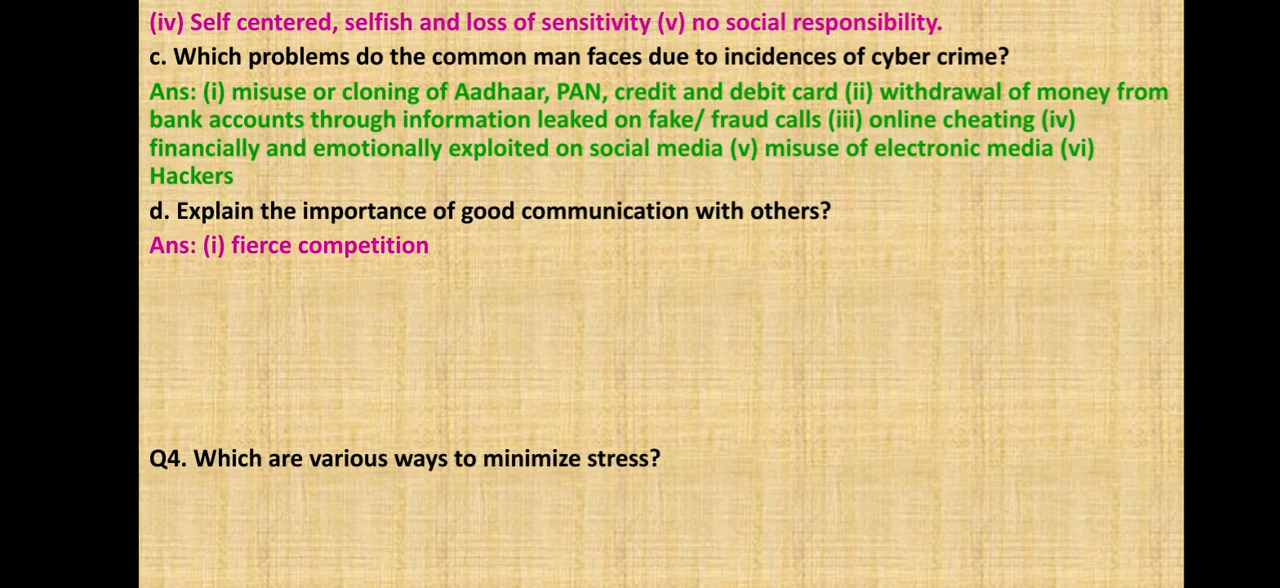 (iv) Self centered, selfish and loss of sensitivity (v) no social responsibility.
c. Which problems do the common man faces due to incidences of cyber crime?
Ans: (i) misuse or cloning of Aadhaar, PAN, credit and debit card (ii) withdrawal of money from
bank accounts through information leaked on fake/ fraud calls (iii) online cheating (iv)
financially and emotionally exploited on social media (v) misuse of electronic media (vi)
Hackers
d. Explain the importance of good communication with others?
Ans: (i) fierce competition
Q4. Which are various ways to minimize stress?